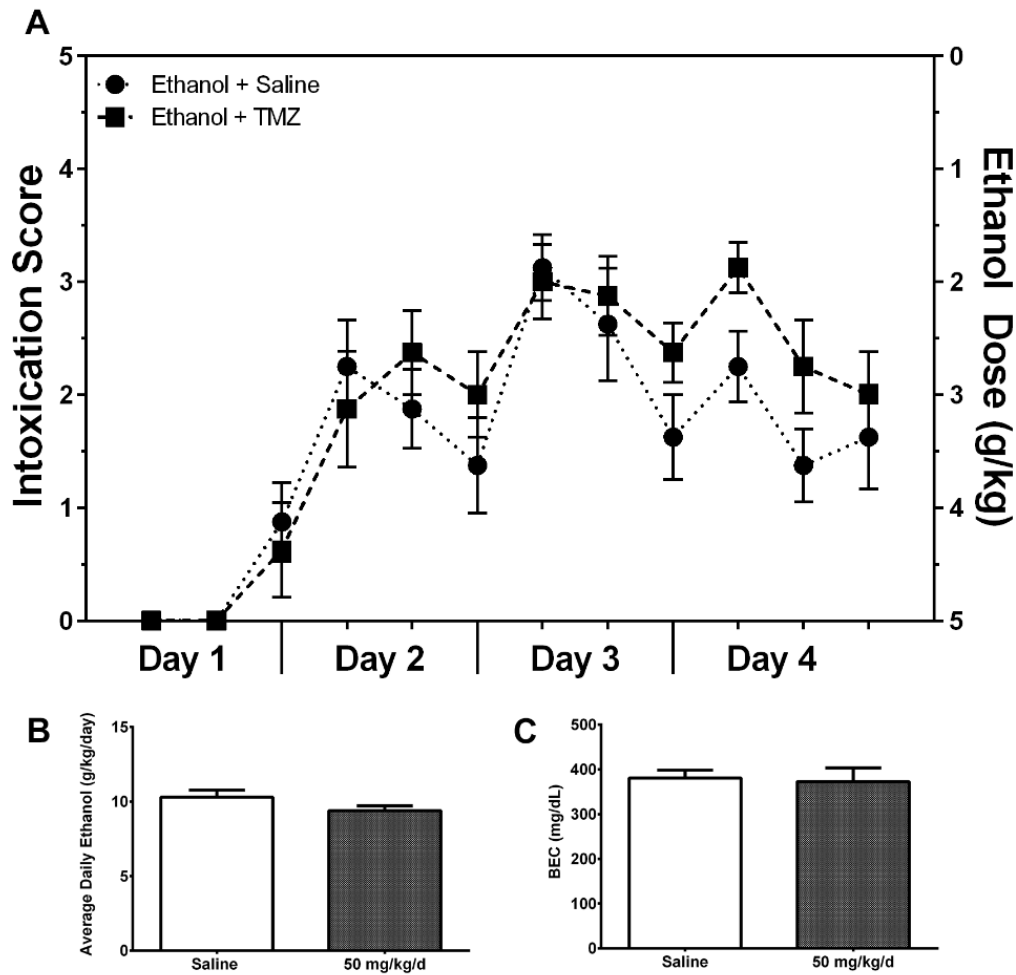 A
Ethanol + Saline
Ethanol + TMZ
Intoxication Score
5
4
3
2
1
0
Ethanol Dose (g/kg)
0
1
2
3
4
5
Day 1
Day 2
Day 3
Day 4
B
Average Daily Ethanol (g/kg/day)
15
10
5
0
Saline
50 mg/kg/d
C
BEC (mg/dL)
500
400
300
200
100
0
Saline
50 mg/kg/d